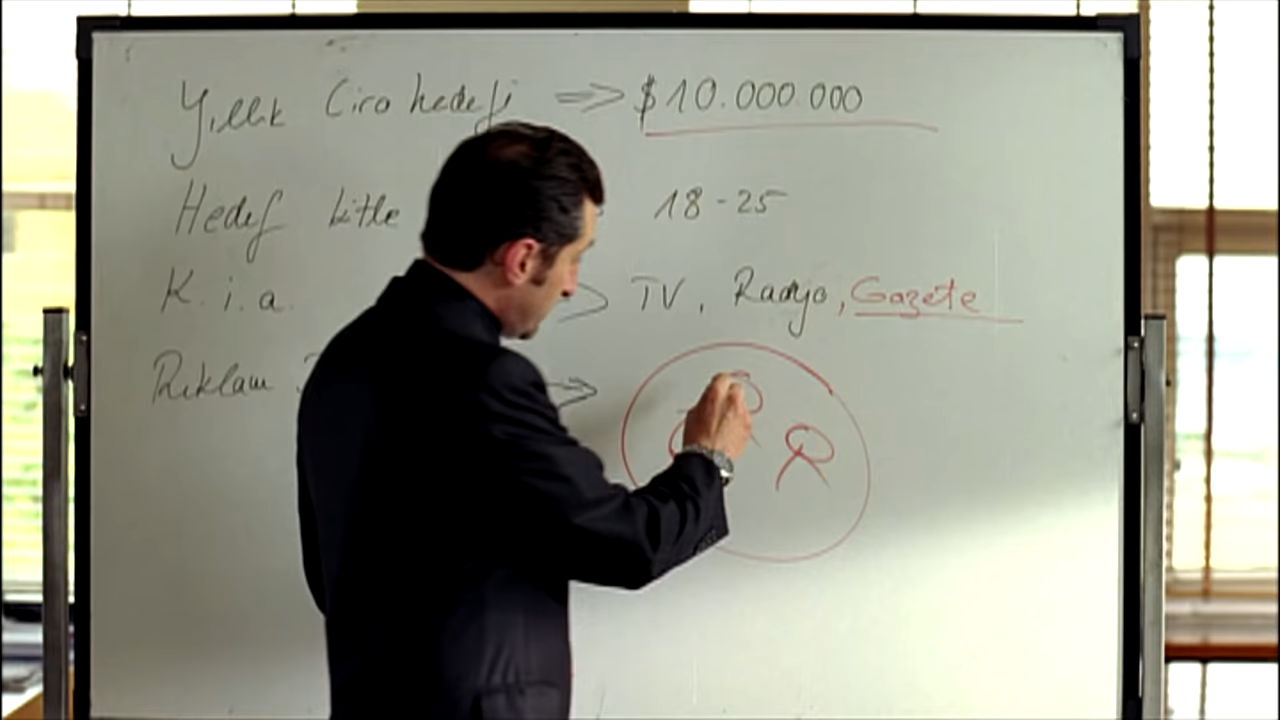 Yıllık Ciro hedefi => $10.000.000
Hedef kitle 18-25
K.i.a. TV, Radyo, Gazete
Reklam